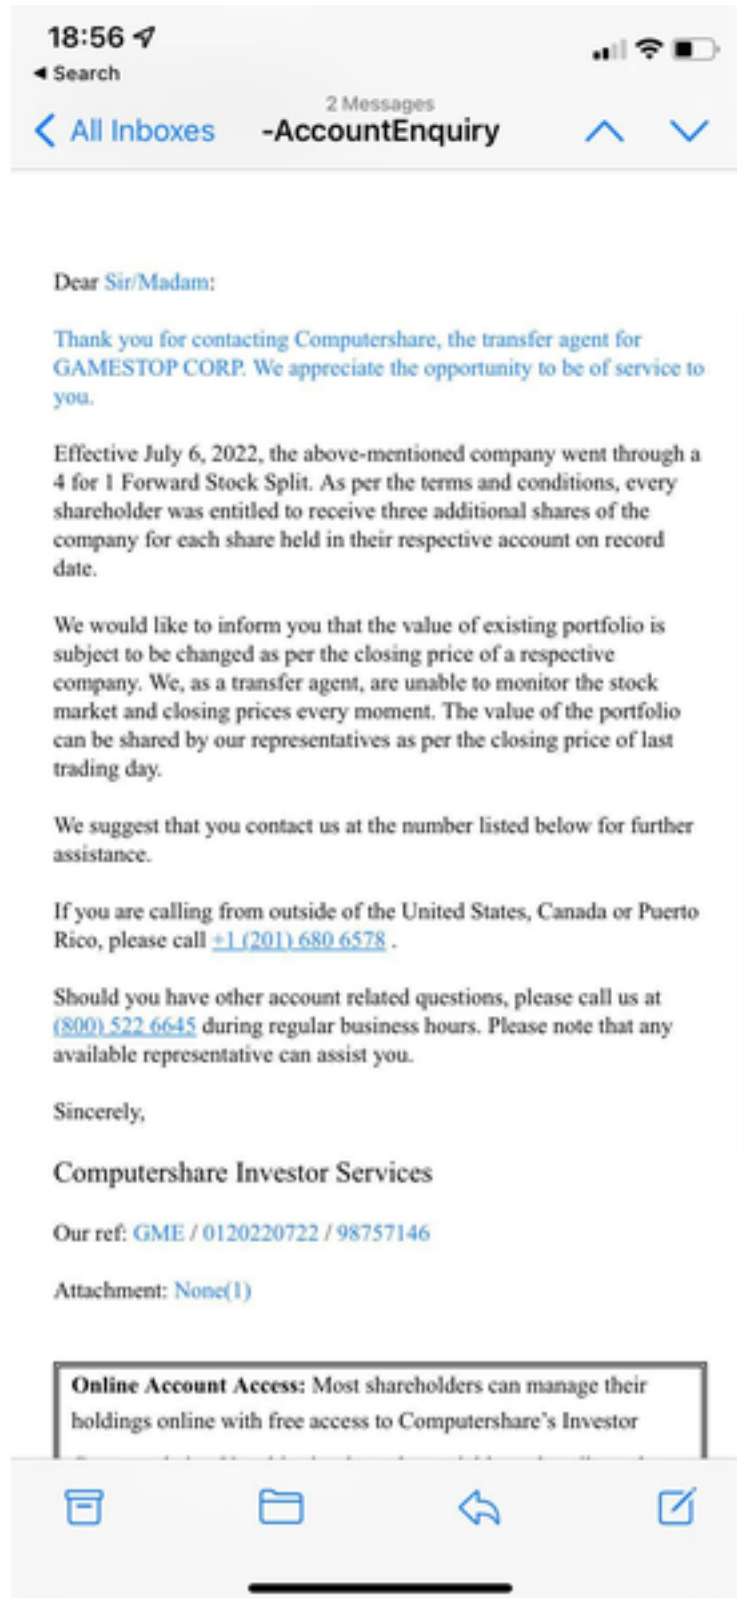 18:56
Search
2 Messages
All Inboxes
-AccountEnquiry
Dear Sir/Madam:
Thank you for contacting Computershare, the transfer agent for
GAMESTOP CORP. We appreciate the opportunity to be of service to
you.
Effective July 6, 2022, the above-mentioned company went through a
4 for 1 Forward Stock Split. As per the terms and conditions, every
shareholder was entitled to receive three additional shares of the
company for each share held in their respective account on record
date.
We would like to inform you that the value of existing portfolio is
subject to be changed as per the closing price of a respective
company. We, as a transfer agent, are unable to monitor the stock
market and closing prices every moment. The value of the portfolio
can be shared by our representatives as per the closing price of last
trading day.
We suggest that you contact us at the number listed below for further
assistance.
If you are calling from outside of the United States, Canada or Puerto
Rico, please call +1 (201) 680 6578 .
Should you have other account related questions, please call us at
(800) 522 6645 during regular business hours. Please note that any
available representative can assist you.
Sincerely,
Computershare Investor Services
Our ref: GME / 0120220722 / 98757146
Attachment: None(1)
Online Account Access: Most shareholders can manage their
holdings online with free access to Computershare's Investor